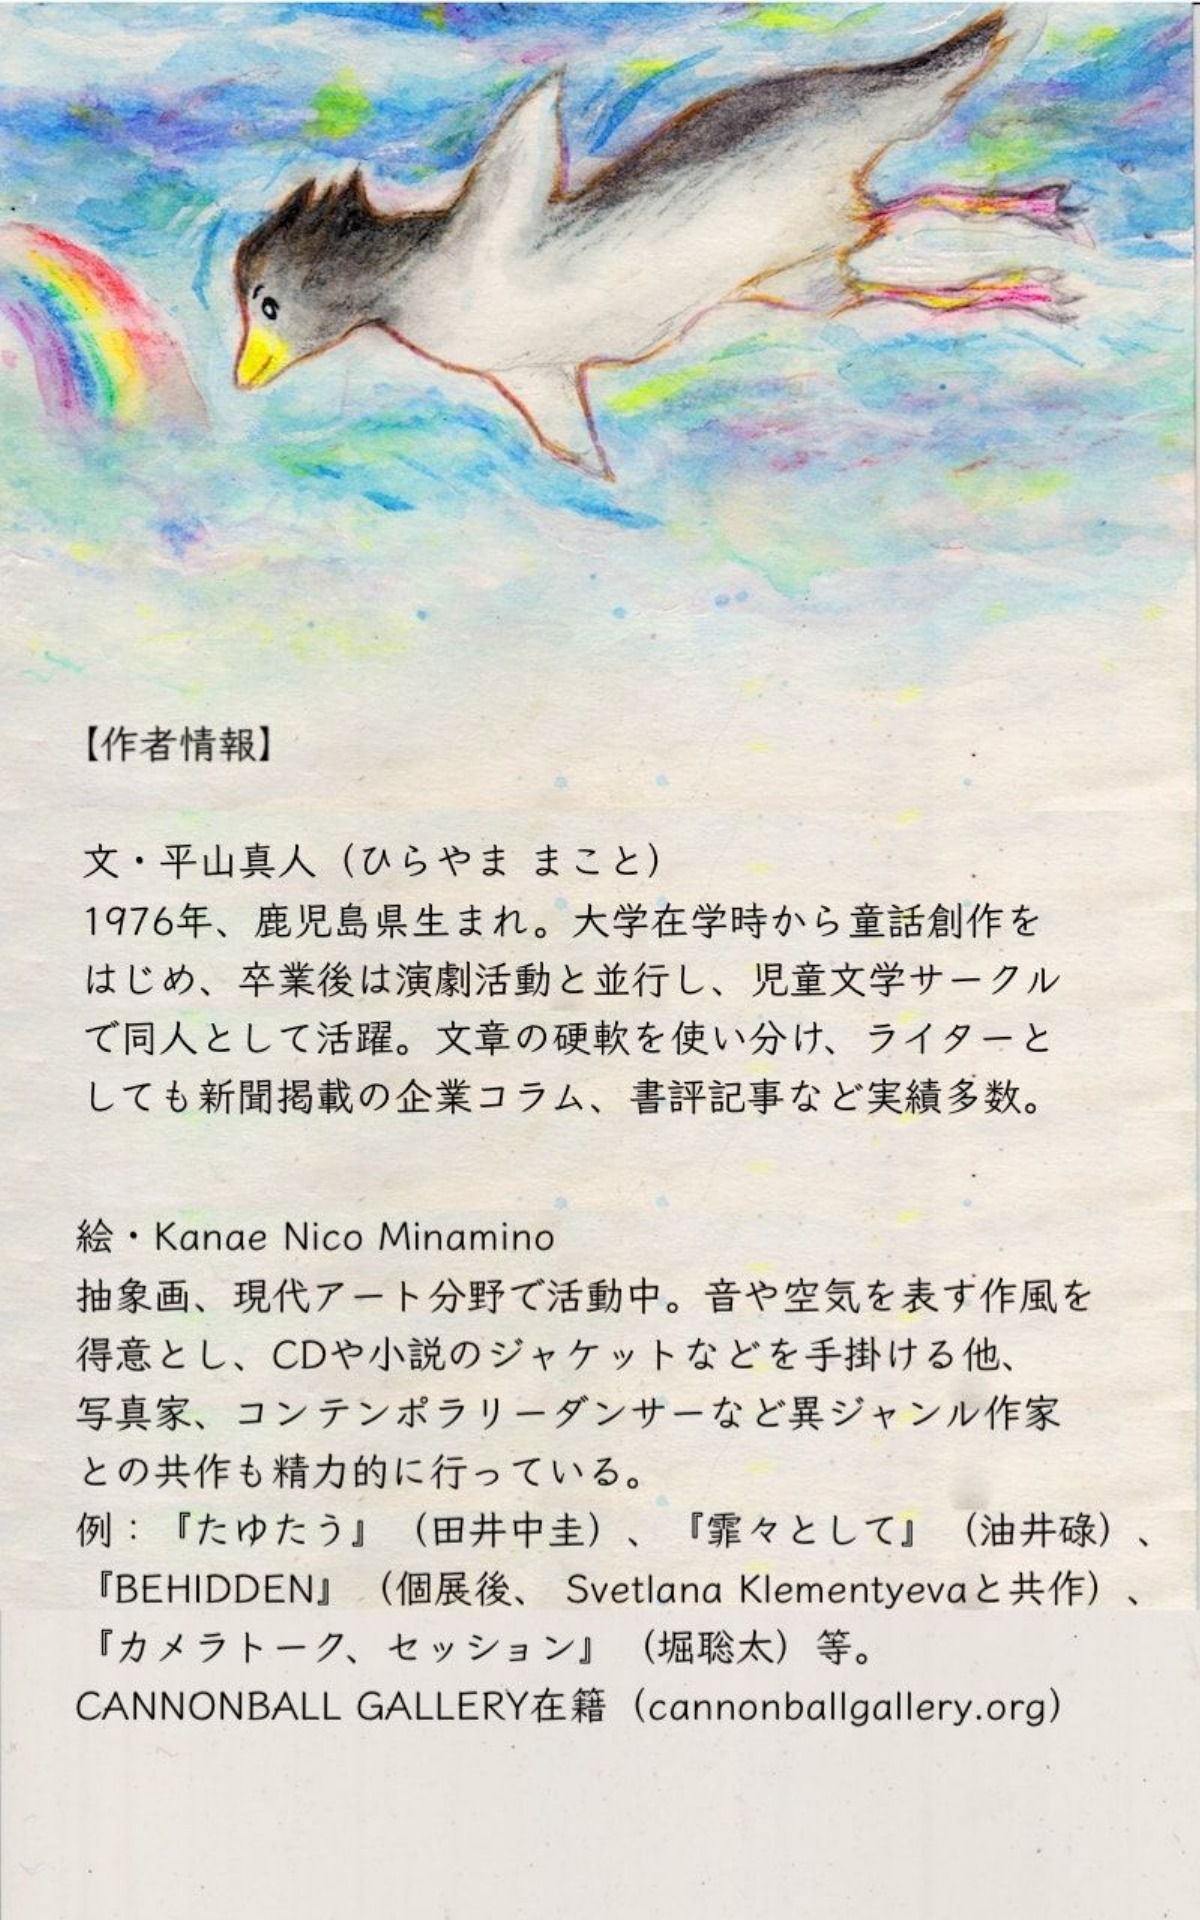 【作者情報】
文・平山真人（ひらやま まこと）
1976年、鹿児島県生まれ。大学在学時から童話創作を
はじめ、卒業後は演劇活動と並行し、児童文学サークル
で同人として活躍。文章の硬軟を使い分け、ライターと
しても新聞掲載の企業コラム、書評記事など実績多数。
絵・Kanae Nico Minamino
抽象画、現代アート分野で活動中。音や空気を表す作風を
得意とし、CDや小説のジャケットなどを手掛ける他、
写真家、コンテンポラリーダンサーなど異ジャンル作家
との共作も精力的に行っている。
例：『たゆたう』（田井中圭）、『霏々として』（油井碌）、
『BEHIDDEN』（個展後、 Svetlana Klementyevaと共作）、
『カメラトーク、セッション』（堀聡太）等。
CANNONBALL GALLERY在籍（cannonballgallery.org）